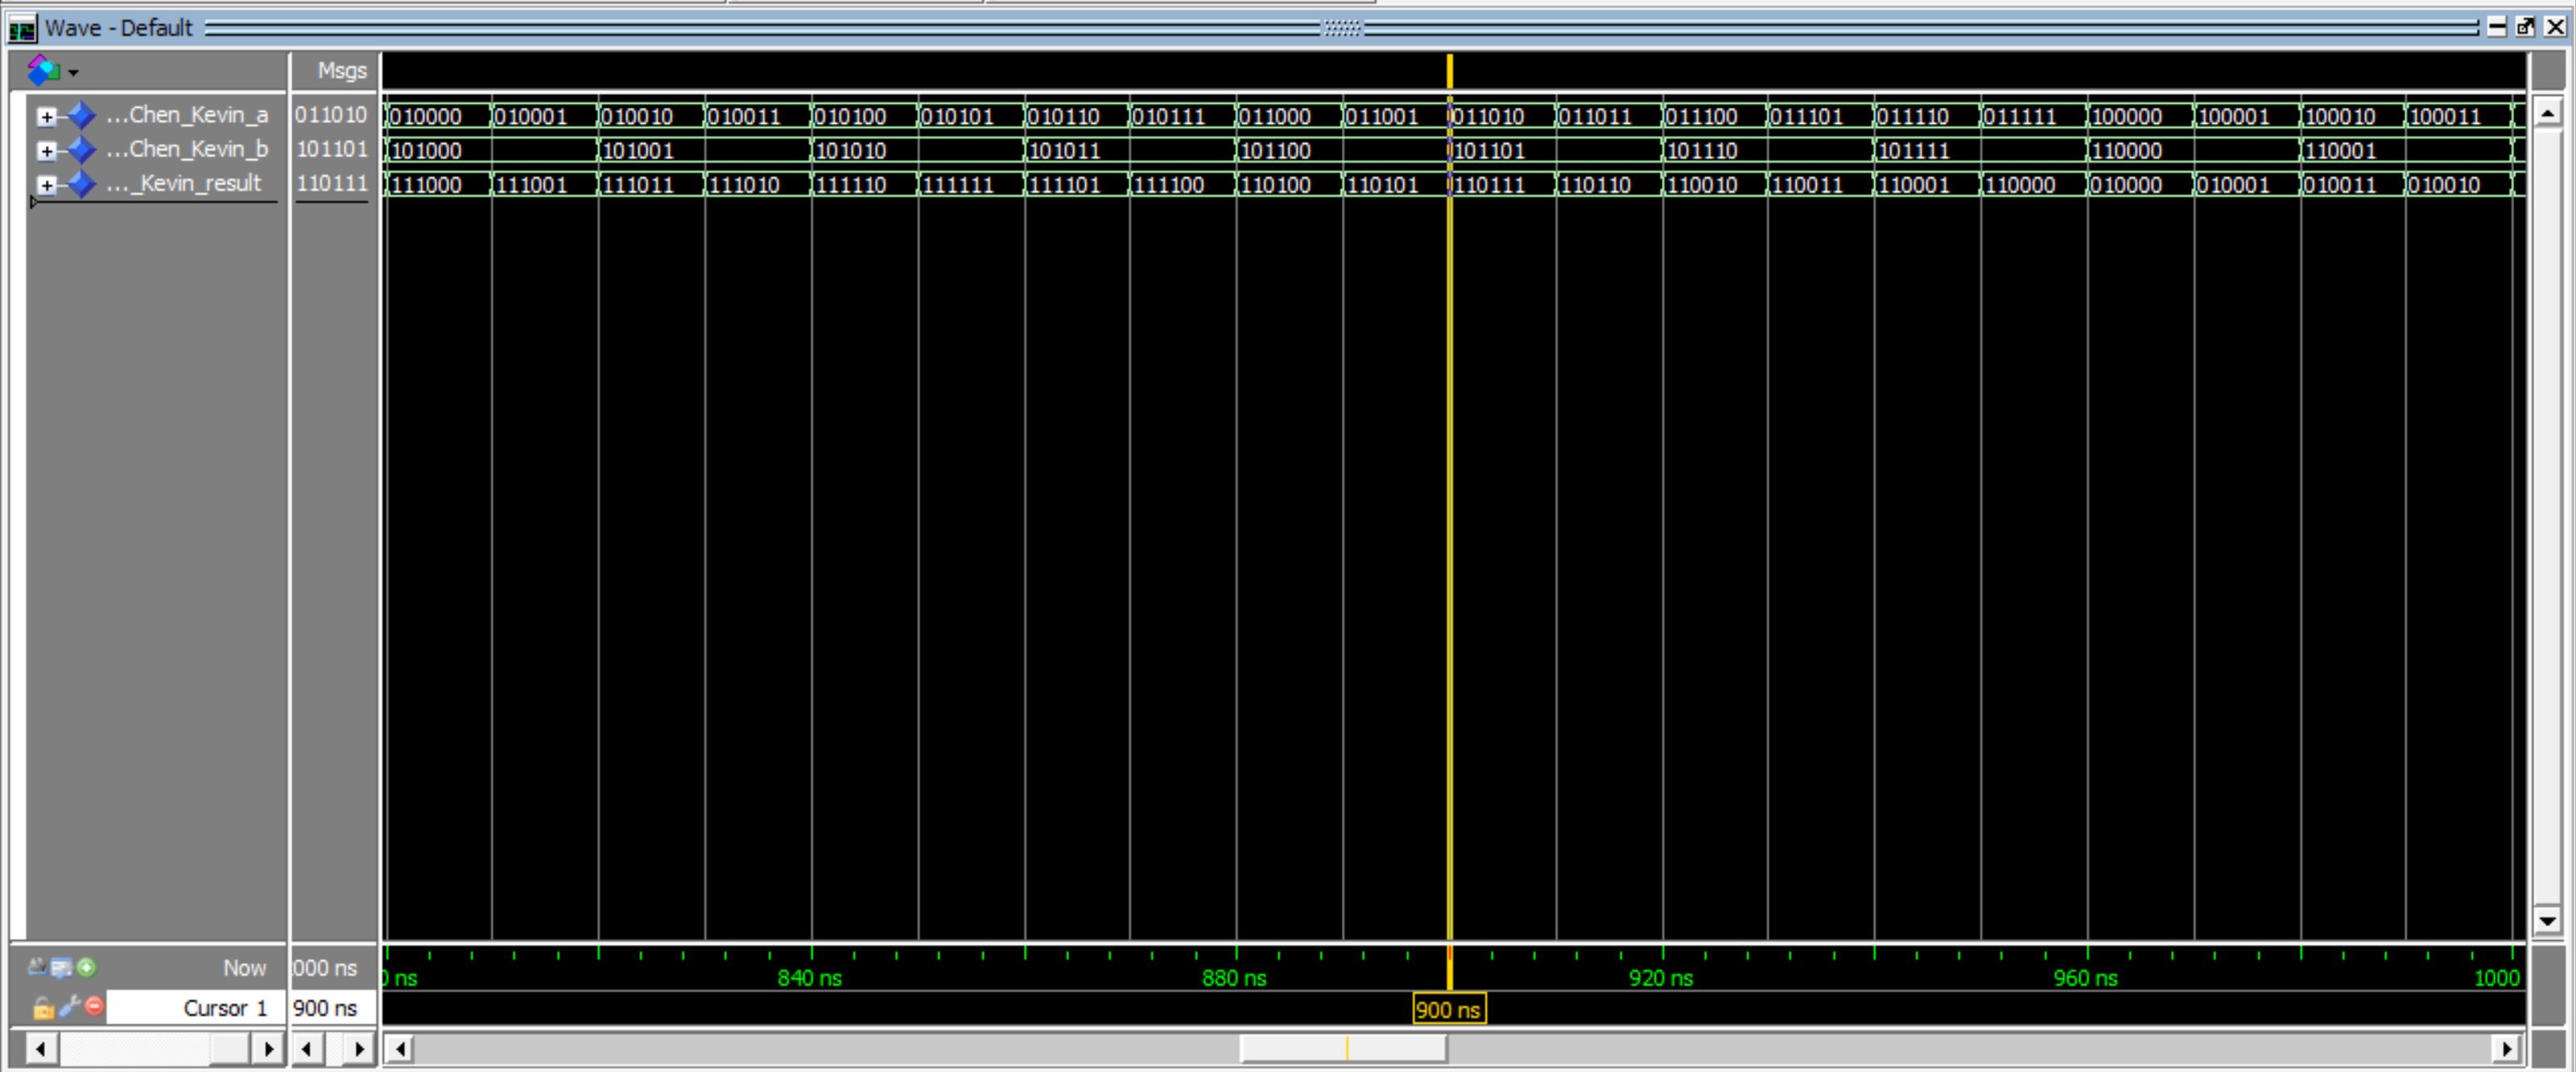 Wave - Default
Msgs
...Chen_Kevin_a 011010 010000 010001 010010 010011 010100 010101 010110 010111 011000 011001 011010 011011 011100 011101 011110 011111 100000 100001 100010 100011
...Chen_Kevin_b 101101 101000 101001 101010 101011 101100 101101 101110 101111 110000 110001
..._Kevin_result 110111 111000 111001 111011 111010 111110 111111 111101 111100 110100 110101 110111 110110 110010 110011 110001 110000 010000 010001 010011 010010
Now 000 ns 0 ns 840 ns 880 ns 920 ns 960 ns 1000
Cursor 1 900 ns 900 ns